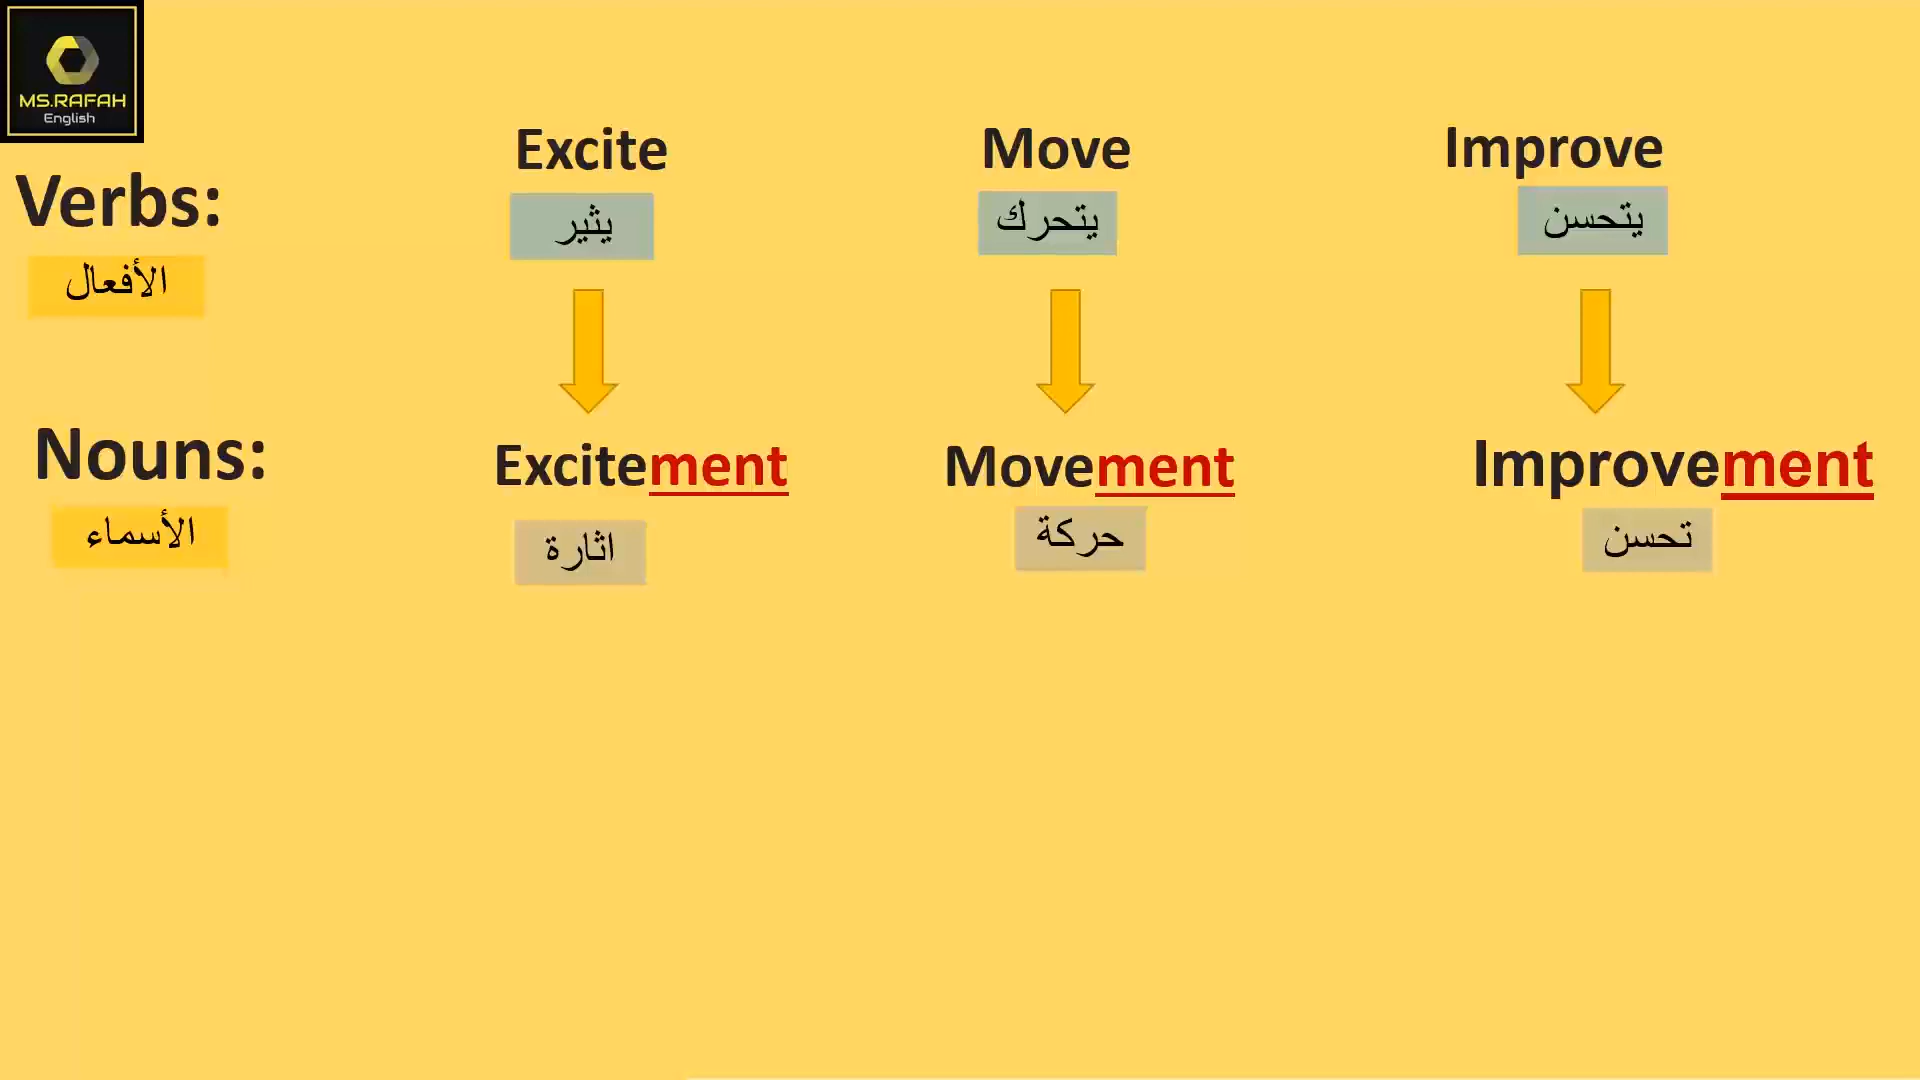 MS.RAFAH
English
Verbs:
الأفعال
Excite
يثير
Move
يتحرك
Improve
يتحسن
Nouns:
الأسماء
Excitement
اثارة
Movement
حركة
Improvement
تحسن